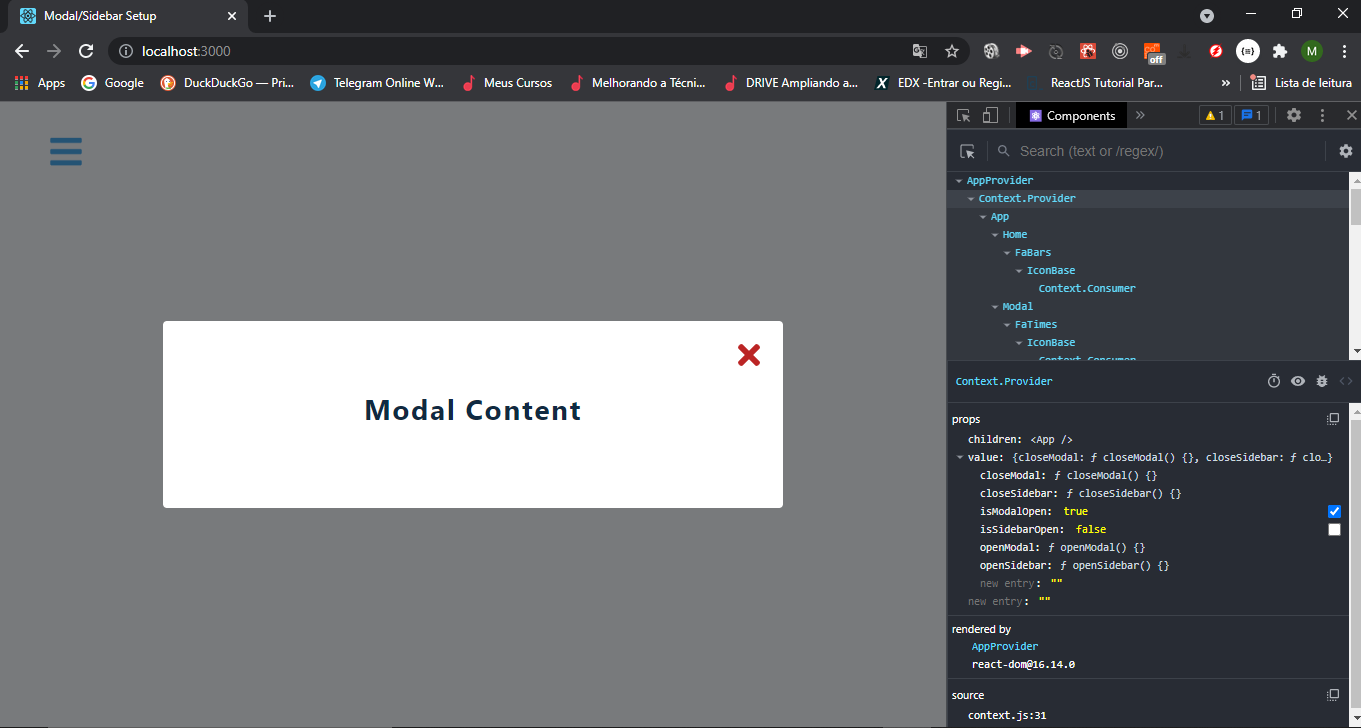 Modal/Sidebar Setup
localhost:3000
off
M
Apps
Google
DuckDuckGo — Pri...
Telegram Online W...
Meus Cursos
Melhorando a Técni...
DRIVE Ampliando a...
X
EDX -Entrar ou Regi...
ReactJS Tutorial Par...
»
Lista de leitura
Components
»
1
1
Search (text or /regex/)
AppProvider
Context.Provider
App
Home
FaBars
IconBase
Context.Consumer
Modal
FaTimes
IconBase
Context.Consumer
Modal Content
Context.Provider
props
children: <App />
value: {closeModal: ƒ closeModal() {}, closeSidebar: ƒ clo…}
closeModal: ƒ closeModal() {}
closeSidebar: ƒ closeSidebar() {}
isModalOpen: true
isSidebarOpen: false
openModal: ƒ openModal() {}
openSidebar: ƒ openSidebar() {}
new entry: ""
new entry: ""
rendered by
AppProvider
react-dom@16.14.0
source
context.js:31